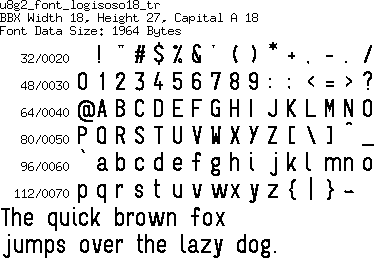 u8g2_font_logisoso18_tr
BBX Width 18, Height 27, Capital A 18
Font Data Size: 1964 Bytes
32/0020 ! " # $ % & ' ( ) * + , - . /
48/0030 0 1 2 3 4 5 6 7 8 9 : ; < = > ?
64/0040 @ A B C D E F G H I J K L M N O
80/0050 P Q R S T U V W X Y Z [ \ ] ^ _
96/0060 ` a b c d e f g h i j k l m n o
112/0070 p q r s t u v w x y z { | } ~
The quick brown fox
jumps over the lazy dog.